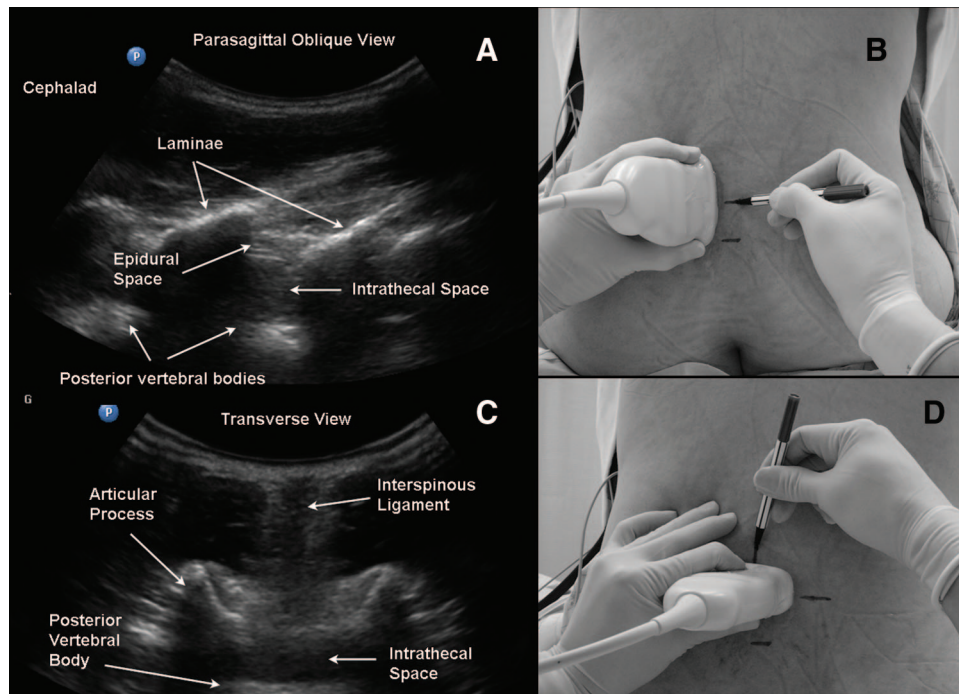 Parasagittal Oblique View
A
P
Cephalad
Laminae
Epidural
Space
Intrathecal Space
Posterior vertebral bodies
B
G
P
Transverse View
C
Interspinous
Ligament
Articular
Process
Posterior
Vertebral
Body
Intrathecal
Space
D